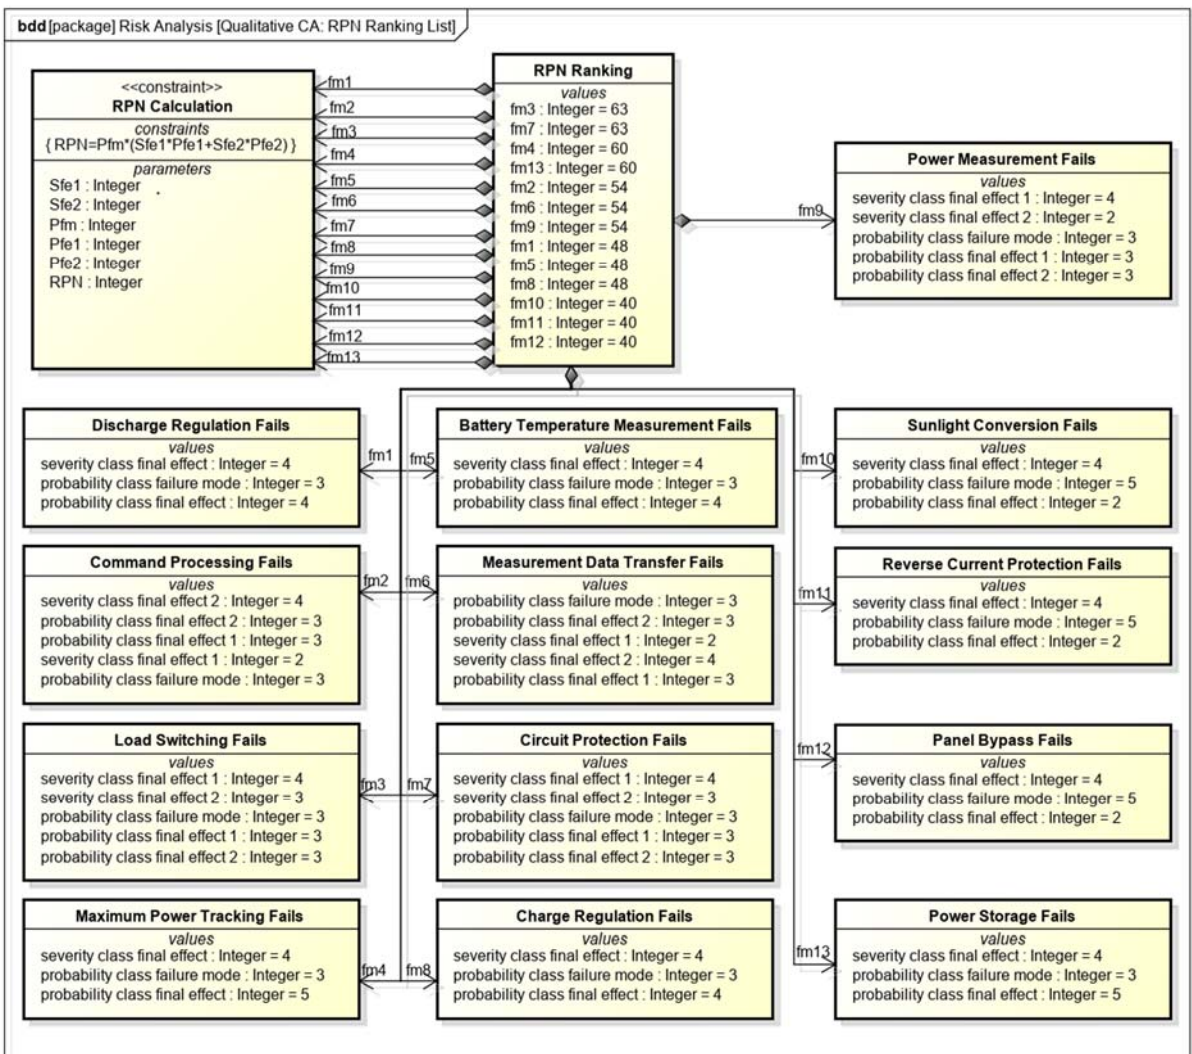 bdd [package] Risk Analysis [Qualitative CA: RPN Ranking List]
<<constraint>>
RPN Calculation
constraints
{ RPN=Pfm*(Sfe1*Pfe1+Sfe2*Pfe2) }
parameters
Sfe1 : Integer
Sfe2 : Integer
Pfm : Integer
Pfe1 : Integer
Pfe2 : Integer
RPN : Integer
fm1
fm2
fm3
fm4
fm5
fm6
fm7
fm8
fm9
fm10
fm11
fm12
fm13
RPN Ranking
values
fm3 : Integer = 63
fm7 : Integer = 63
fm4 : Integer = 60
fm13 : Integer = 60
fm2 : Integer = 54
fm6 : Integer = 54
fm9 : Integer = 54
fm1 : Integer = 48
fm5 : Integer = 48
fm8 : Integer = 48
fm10 : Integer = 40
fm11 : Integer = 40
fm12 : Integer = 40
fm9
Power Measurement Fails
values
severity class final effect 1 : Integer = 4
severity class final effect 2 : Integer = 2
probability class failure mode : Integer = 3
probability class final effect 1 : Integer = 3
probability class final effect 2 : Integer = 3
Discharge Regulation Fails
values
severity class final effect : Integer = 4
probability class failure mode : Integer = 3
probability class final effect : Integer = 4
fm1
fm5
Battery Temperature Measurement Fails
values
severity class final effect : Integer = 4
probability class failure mode : Integer = 3
probability class final effect : Integer = 4
fm10
Sunlight Conversion Fails
values
severity class final effect : Integer = 4
probability class failure mode : Integer = 5
probability class final effect : Integer = 2
Command Processing Fails
values
severity class final effect 2 : Integer = 4
probability class final effect 2 : Integer = 3
probability class final effect 1 : Integer = 3
severity class final effect 1 : Integer = 2
probability class failure mode : Integer = 3
fm2
fm6
Measurement Data Transfer Fails
values
probability class failure mode : Integer = 3
probability class final effect 2 : Integer = 3
severity class final effect 1 : Integer = 2
severity class final effect 2 : Integer = 4
probability class final effect 1 : Integer = 3
fm11
Reverse Current Protection Fails
values
severity class final effect : Integer = 4
probability class failure mode : Integer = 5
probability class final effect : Integer = 2
Load Switching Fails
values
severity class final effect 1 : Integer = 4
severity class final effect 2 : Integer = 3
probability class failure mode : Integer = 3
probability class final effect 1 : Integer = 3
probability class final effect 2 : Integer = 3
fm3
fm7
Circuit Protection Fails
values
severity class final effect 1 : Integer = 4
severity class final effect 2 : Integer = 3
probability class failure mode : Integer = 3
probability class final effect 1 : Integer = 3
probability class final effect 2 : Integer = 3
fm12
Panel Bypass Fails
values
severity class final effect : Integer = 4
probability class failure mode : Integer = 5
probability class final effect : Integer = 2
Maximum Power Tracking Fails
values
severity class final effect : Integer = 4
probability class failure mode : Integer = 3
probability class final effect : Integer = 5
fm4
fm8
Charge Regulation Fails
values
severity class final effect : Integer = 4
probability class failure mode : Integer = 3
probability class final effect : Integer = 4
fm13
Power Storage Fails
values
severity class final effect : Integer = 4
probability class failure mode : Integer = 3
probability class final effect : Integer = 5